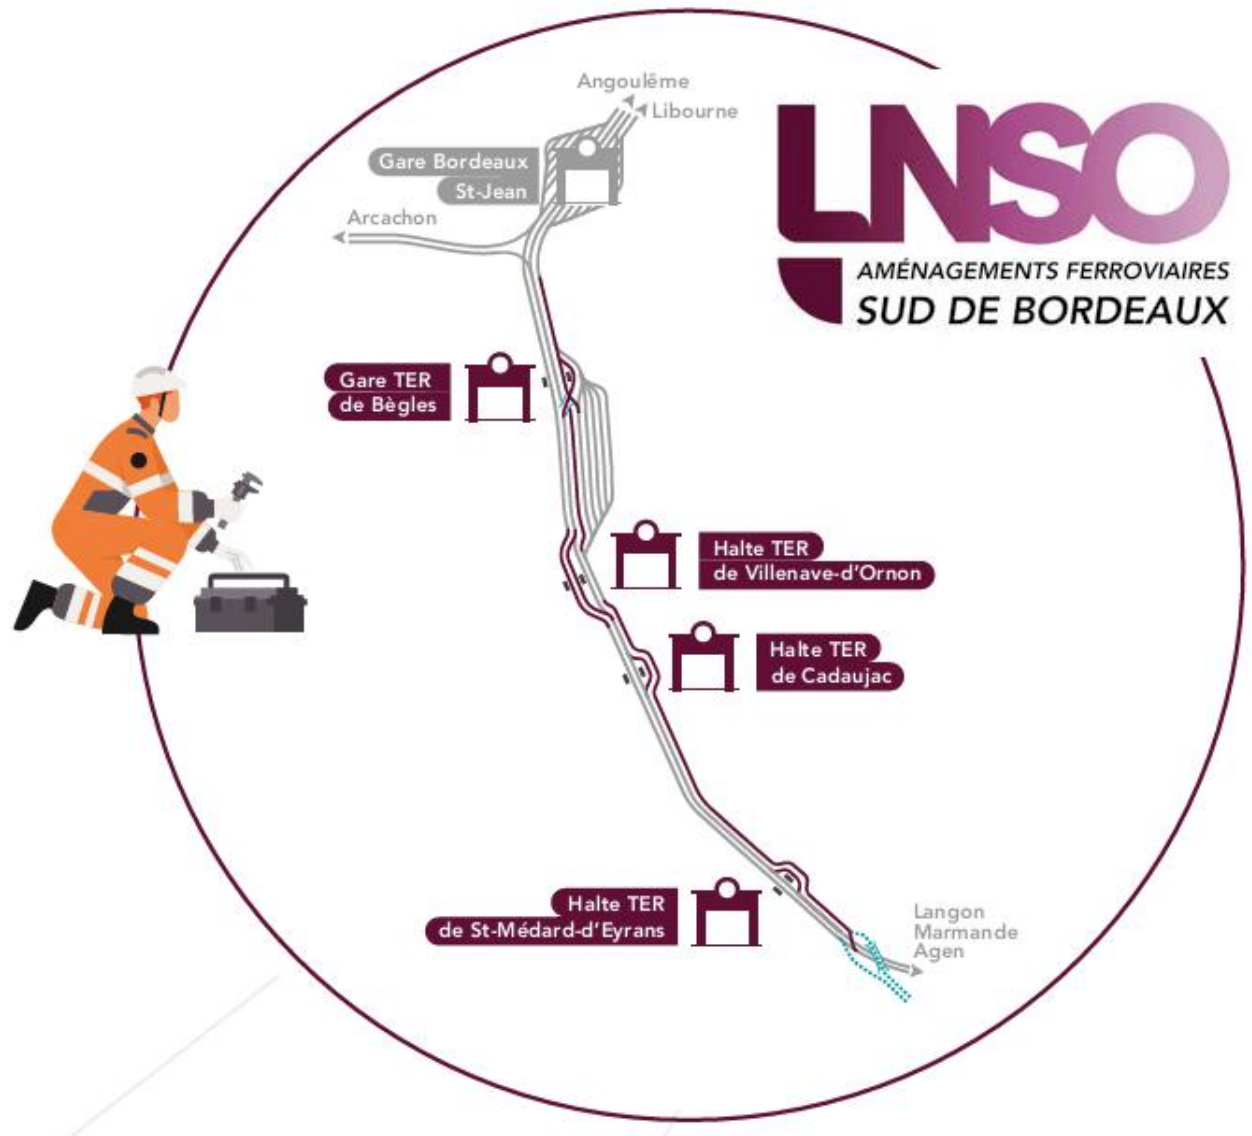 Angoulême
Libourne
Gare Bordeaux
St-Jean
Arcachon
LNSO
AMÉNAGEMENTS FERROVIAIRES
SUD DE BORDEAUX
Gare TER
de Bègles
Halte TER
de Villenave-d'Ornon
Halte TER
de Cadaujac
Halte TER
de St-Médard-d'Eyrans
Langon
Marmande
Agen